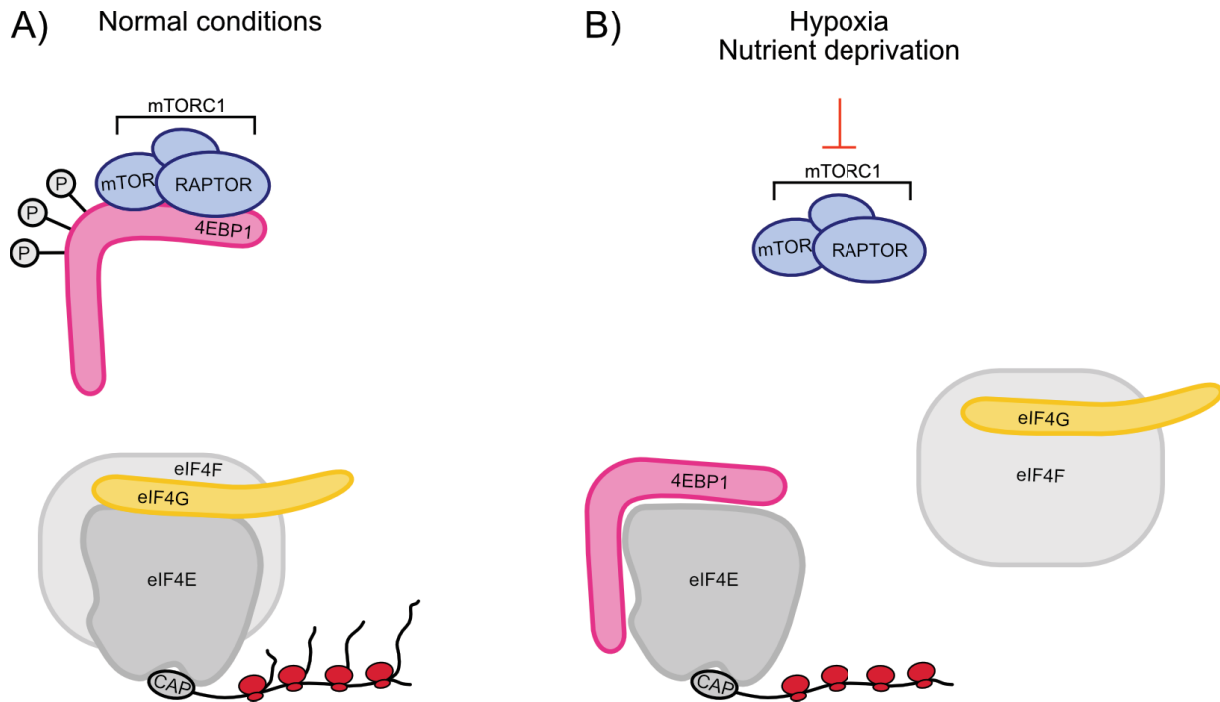 A) Normal conditions
mTORC1
mTOR
RAPTOR
P
P
P
4EBP1
eIF4F
eIF4G
eIF4E
CAP
B) Hypoxia
Nutrient deprivation
mTORC1
mTOR
RAPTOR
eIF4G
eIF4F
4EBP1
eIF4E
CAP